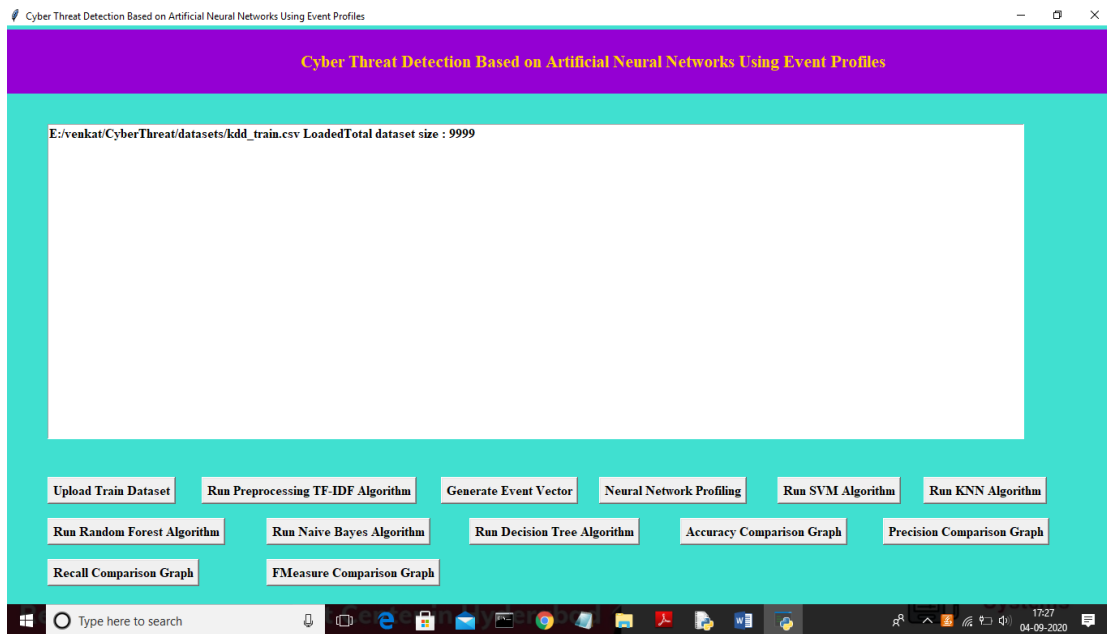 Cyber Threat Detection Based on Artificial Neural Networks Using Event Profiles
Cyber Threat Detection Based on Artificial Neural Networks Using Event Profiles
E:/venkat/CyberThreat/datasets/kdd_train.csv LoadedTotal dataset size : 9999
Upload Train Dataset Run Preprocessing TF-IDF Algorithm Generate Event Vector Neural Network Profiling Run SVM Algorithm Run KNN Algorithm
Run Random Forest Algorithm Run Naive Bayes Algorithm Run Decision Tree Algorithm Accuracy Comparison Graph Precision Comparison Graph
Recall Comparison Graph FMeasure Comparison Graph
Type here to search
17:27
04-09-2020